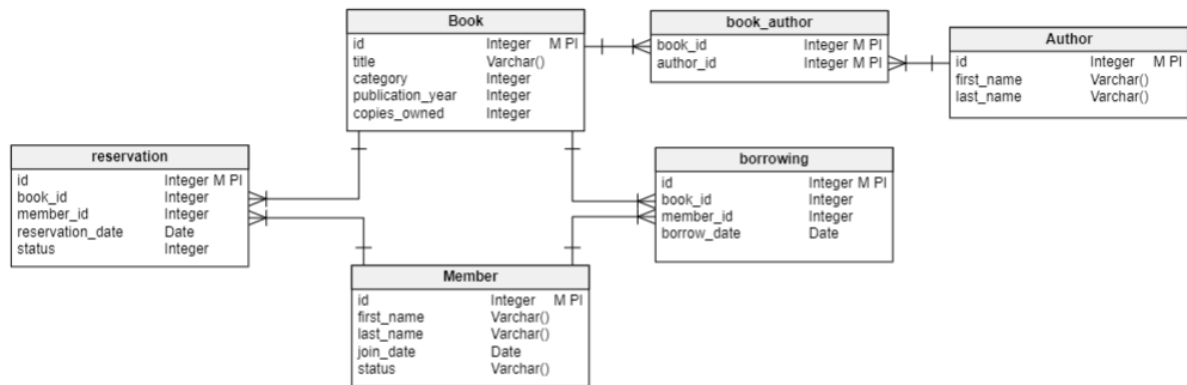 Book
id Integer M PI
title Varchar()
category Integer
publication_year Integer
copies_owned Integer
book_author
book_id Integer M PI
author_id Integer M PI
Author
id Integer M PI
first_name Varchar()
last_name Varchar()
reservation
id Integer M PI
book_id Integer
member_id Integer
reservation_date Date
status Integer
borrowing
id Integer M PI
book_id Integer
member_id Integer
borrow_date Date
Member
id Integer M PI
first_name Varchar()
last_name Varchar()
join_date Date
status Varchar()